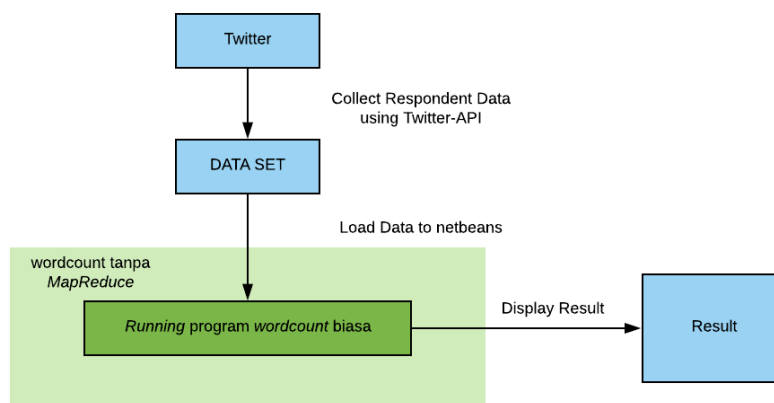 Twitter
Collect Respondent Data
using Twitter-API
DATA SET
Load Data to netbeans
wordcount tanpa
MapReduce
Running program wordcount biasa
Display Result
Result